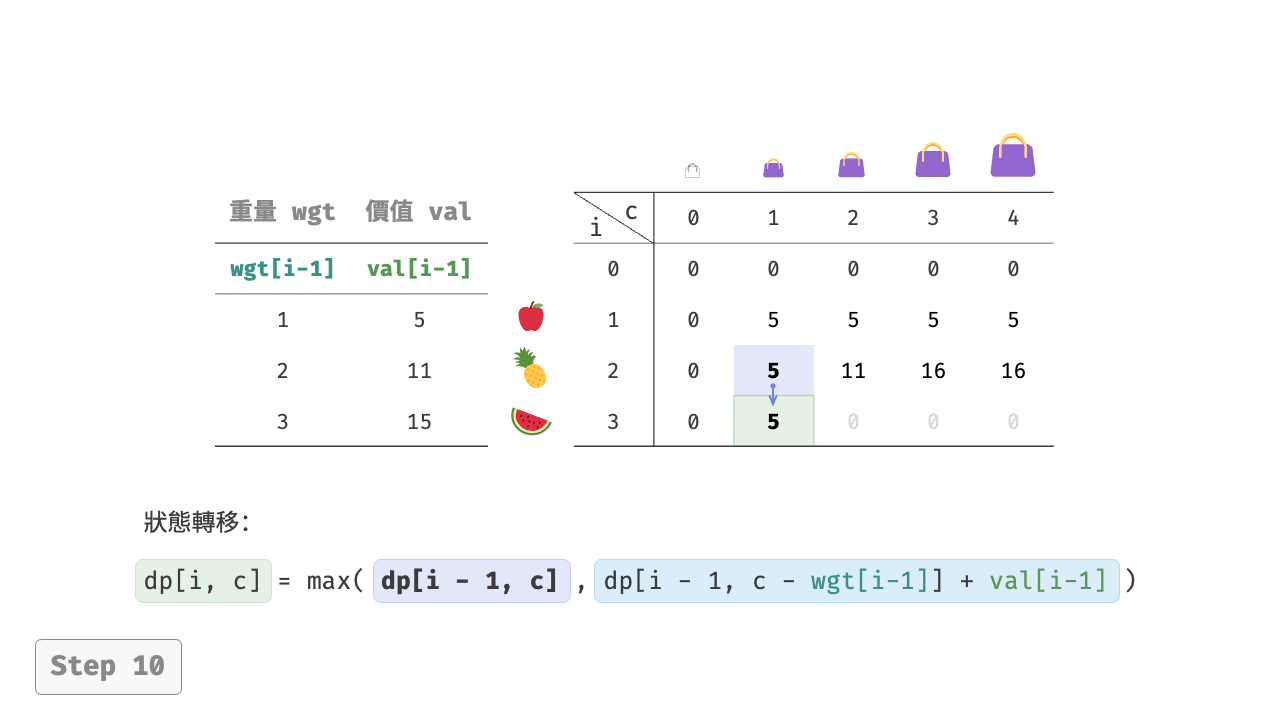 重量 wgt 價值 val
wgt[i-1] val[i-1]
1 5
2 11
3 15
c
i
0 1 2 3 4
0 0 0 0 0 0
1 0 5 5 5 5
2 0 5 11 16 16
3 0 5 0 0 0
狀態轉移：
dp[i, c] = max( dp[i - 1, c] , dp[i - 1, c - wgt[i-1]] + val[i-1] )
Step 10